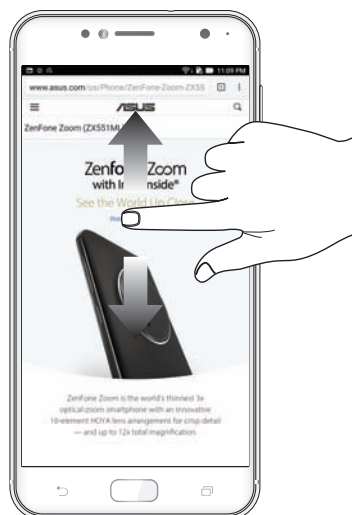 11:09 PM
www.asus.com/us/Phone/ZenFone-Zoom-ZX55
ASUS
ZenFone Zoom (ZX551ML
Zenfo Zoom
with In nside®
See the World Up Close
ZenFone Zoom is the world's thinnest 3x
optical-zoom smartphone with an innovative
10-element HOYA lens arrangement for crisp detail
— and up to 12x total magnification.